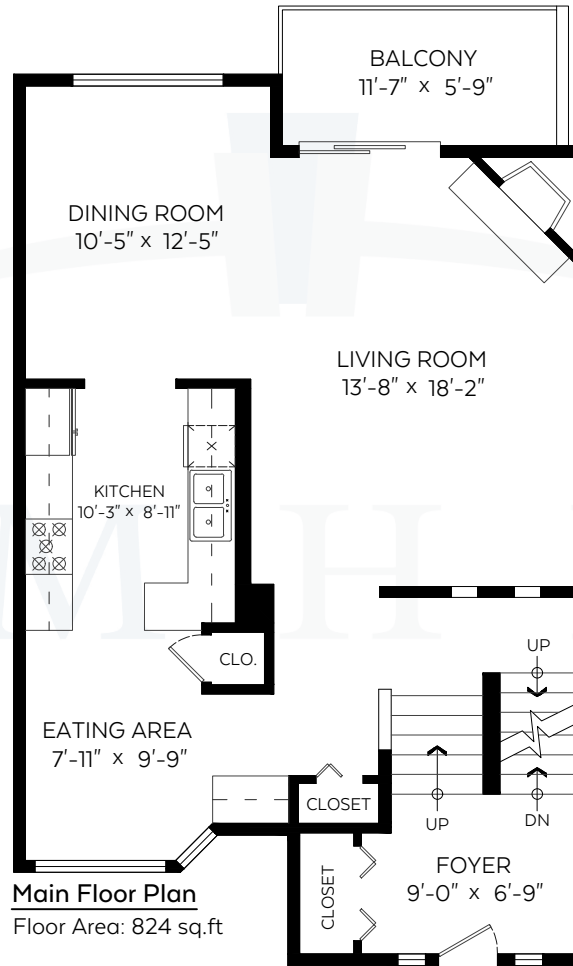 BALCONY
11'-7" x 5'-9"
DINING ROOM
10'-5" x 12'-5"
LIVING ROOM
13'-8" x 18'-2"
KITCHEN
10'-3" x 8'-11"
CLO.
UP
EATING AREA
7'-11" x 9'-9"
CLOSET
UP
DN
CLOSET
FOYER
9'-0" x 6'-9"
Main Floor Plan
Floor Area: 824 sq.ft
M H